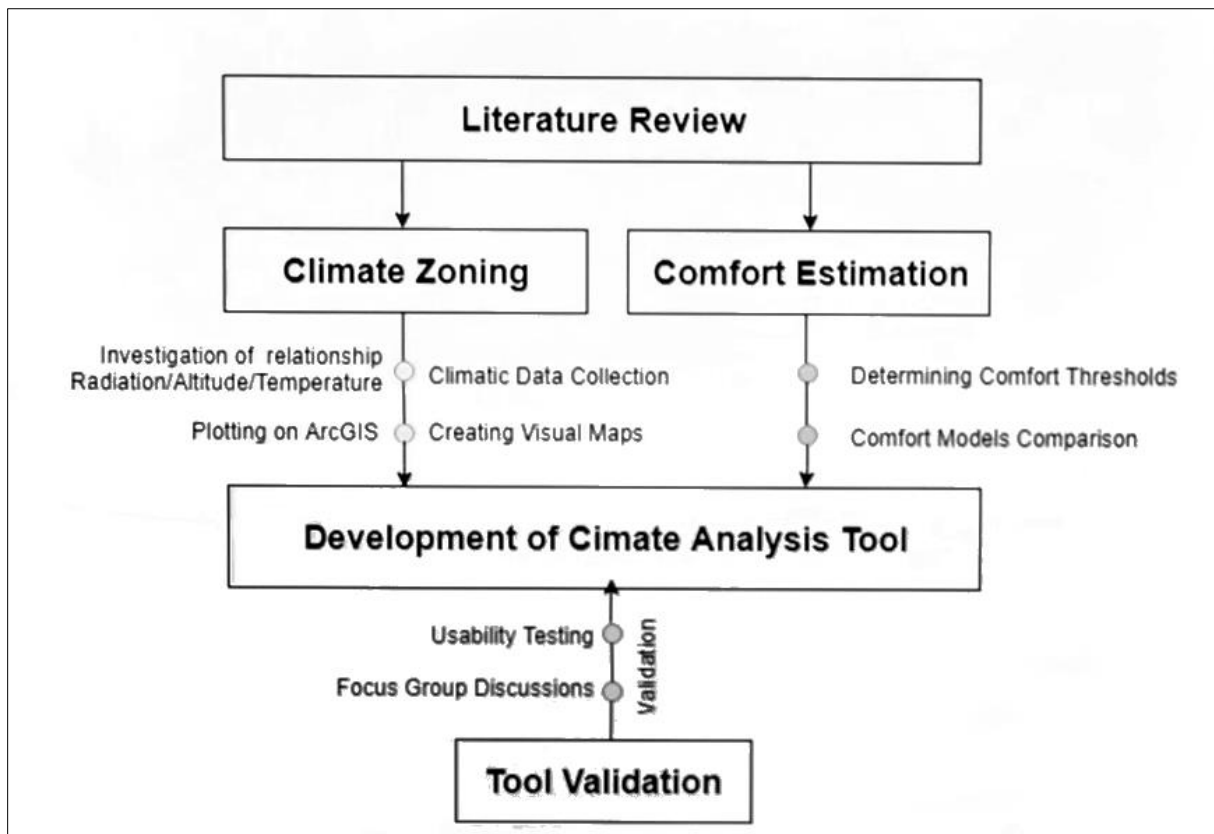 Literature Review
Climate Zoning
Comfort Estimation
Investigation of relationship
Radiation/Altitude/Temperature
Climatic Data Collection
Plotting on ArcGIS
Creating Visual Maps
Determining Comfort Thresholds
Comfort Models Comparison
Development of Cimate Analysis Tool
Usability Testing
Focus Group Discussions
Validation
Tool Validation